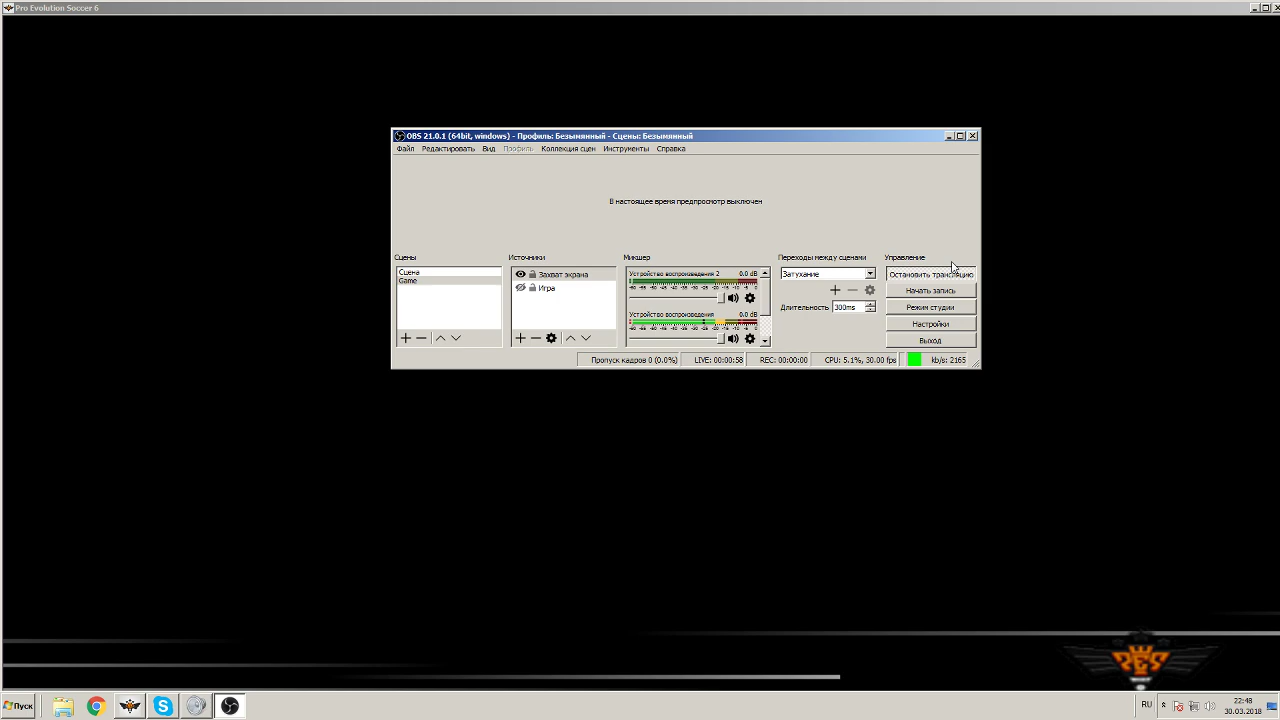 Pro Evolution Soccer 6
OBS 21.0.1 (64bit, windows) - Профиль: Безымянный - Сцены: Безымянный
Файл Редактировать Вид Профиль Коллекция сцен Инструменты Справка
В настоящее время предпросмотр выключен
Сцены Источники Микшер Переходы между сценами Управление
Сцена
Game
Захват экрана
Игра
Устройство воспроизведения 2 0.0 dB
Устройство воспроизведения 0.0 dB
Затухание
Длительность 300ms
Остановить трансляцию
Начать запись
Режим студии
Настройки
Выход
Пропуск кадров 0 (0.0%) LIVE: 00:00:58 REC: 00:00:00 CPU: 5.1%, 30.00 fps kb/s: 2165
PES
Пуск
RU
22:48
30.03.2018